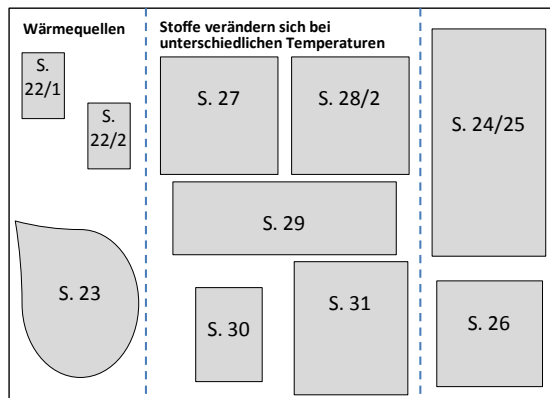 Wärmequellen
S.
22/1
S.
22/2
S. 23
Stoffe verändern sich bei
unterschiedlichen Temperaturen
S. 27
S. 28/2
S. 29
S. 30
S. 31
S. 24/25
S. 26